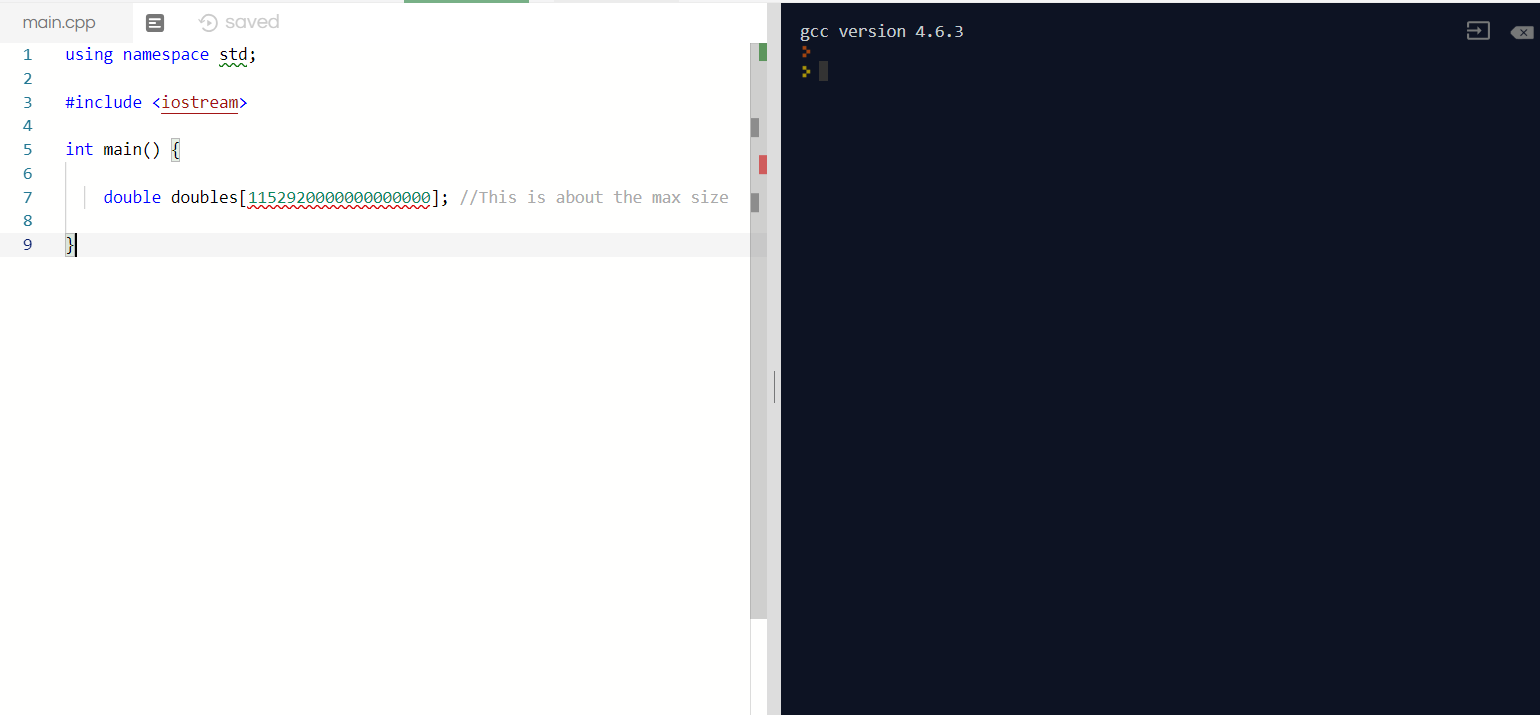 main.cpp
saved
1 using namespace std;
2
3 #include <iostream>
4
5 int main() {
6
7 double doubles[1152920000000000000]; //This is about the max size
8
9 }
gcc version 4.6.3
>
>